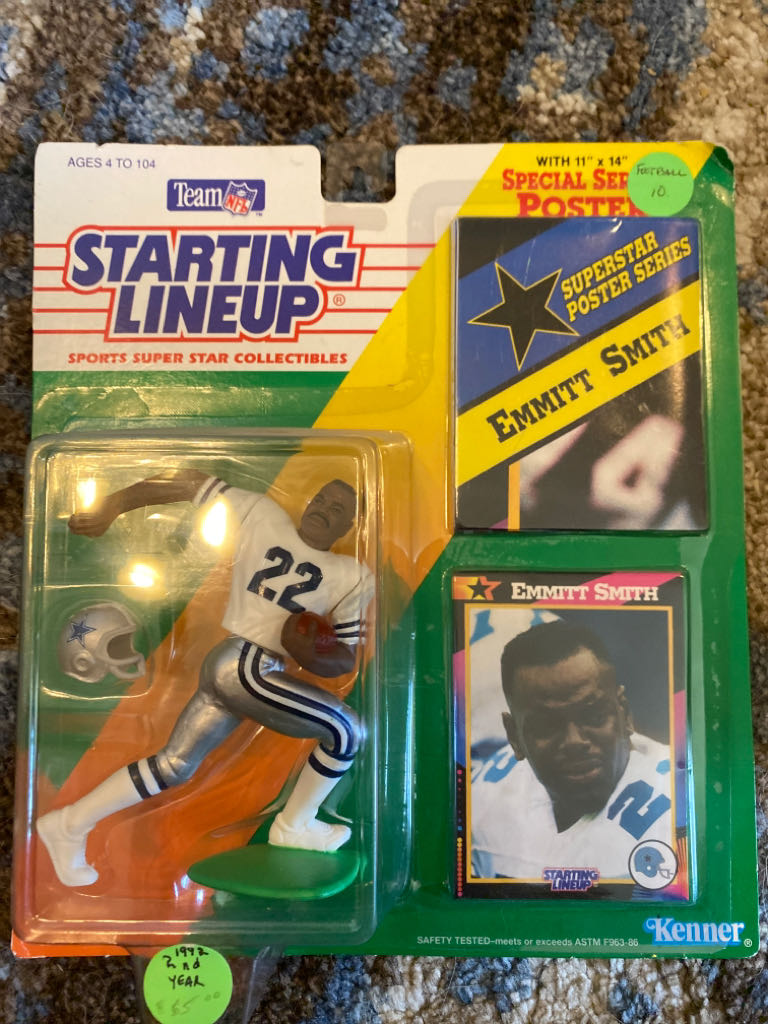 AGES 4 TO 104
Team NFL™
STARTING
LINEUP®
SPORTS SUPER STAR COLLECTIBLES
WITH 11" x 14"
SPECIAL SER
POSTER
FOOTBALL
10.
SUPERSTAR
POSTER SERIES
EMMITT SMITH
22
EMMITT SMITH
2
STARTING
LINEUP
Kenner®
SAFETY TESTED–meets or exceeds ASTM F963-86
1992
2nd
YEAR